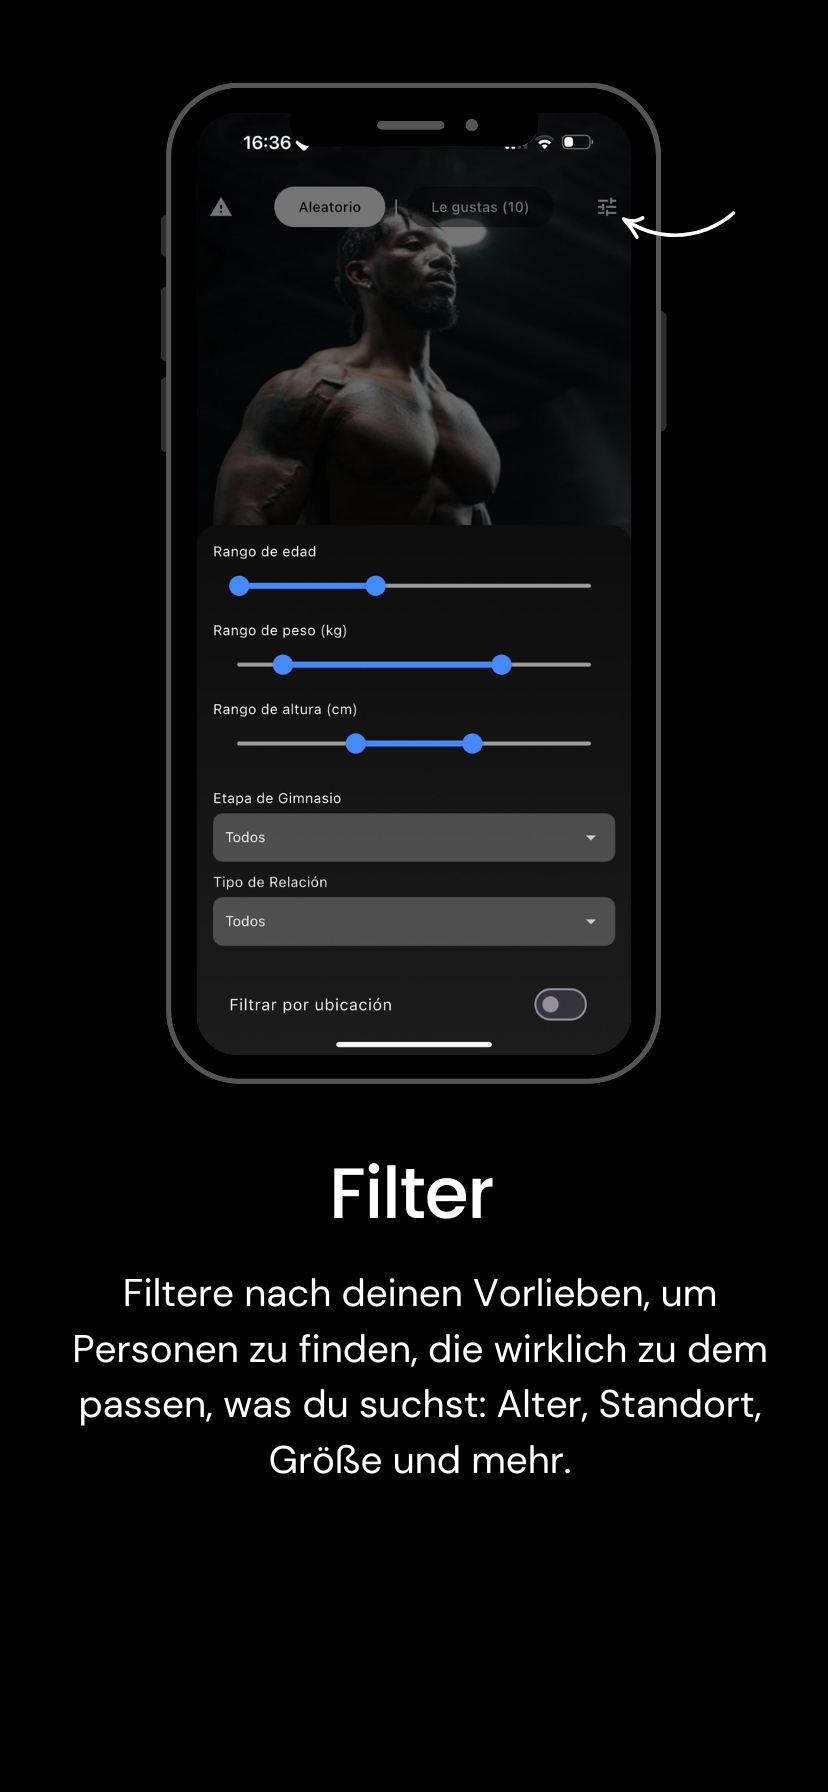 16:36
Aleatorio | Le gustas (10)
Rango de edad
Rango de peso (kg)
Rango de altura (cm)
Etapa de Gimnasio
Todos
Tipo de Relación
Todos
Filtrar por ubicación
Filter
Filtere nach deinen Vorlieben, um
Personen zu finden, die wirklich zu dem
passen, was du suchst: Alter, Standort,
Größe und mehr.